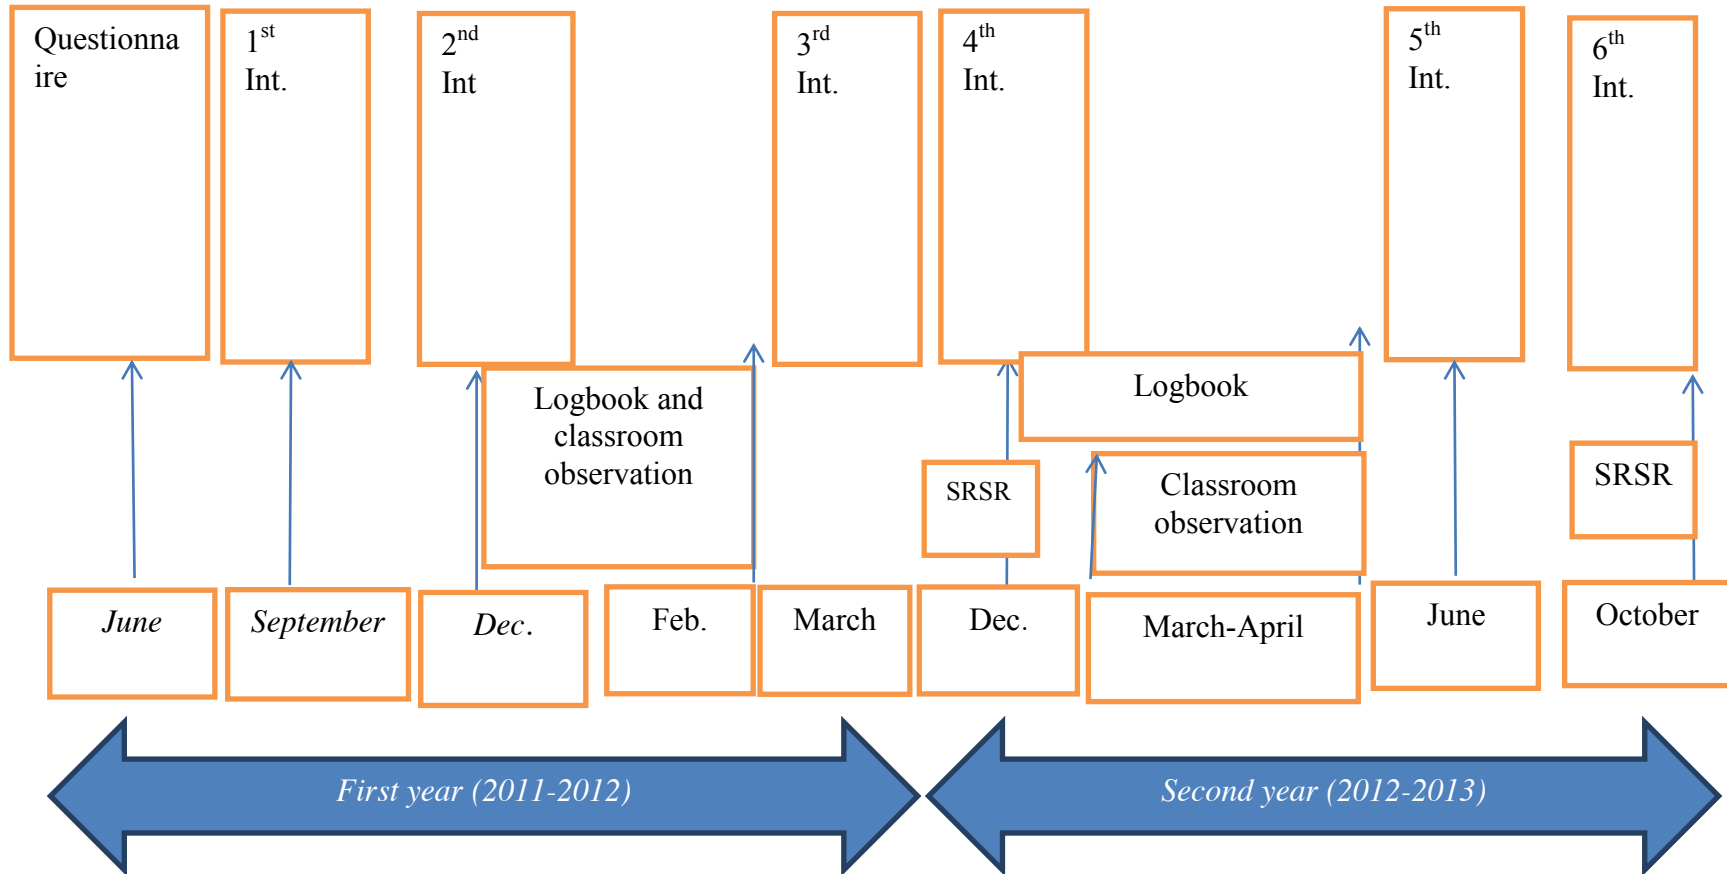 Questionna
ire
1st
Int.
2nd
Int
3rd
Int.
4th
Int.
5th
Int.
6th
Int.
Logbook and
classroom
observation
Logbook
SRSR
Classroom
observation
SRSR
June
September
Dec.
Feb.
March
Dec.
March-April
June
October
First year (2011-2012)
Second year (2012-2013)